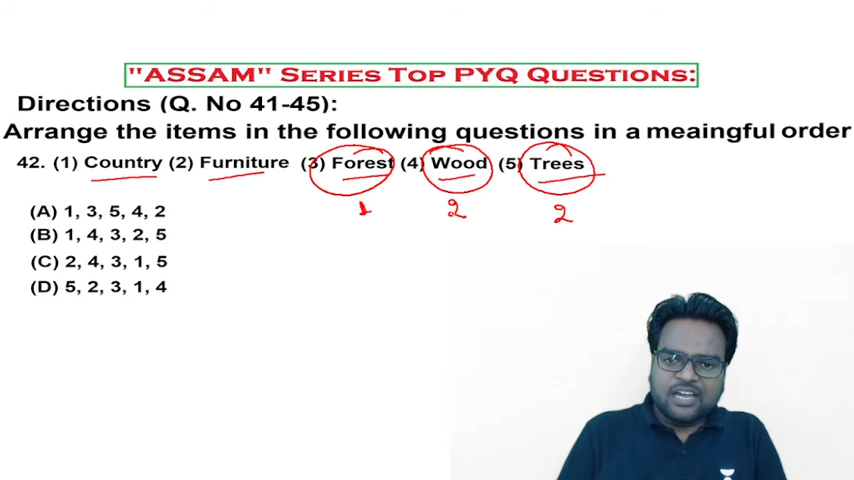 "ASSAM" SERIES TOP PYQ QUESTIONS:
Directions (Q. No 41-45):
Arrange the items in the following questions in a meaingful order
42. (1) Country (2) Furniture (3) Forest (4) Wood (5) Trees
1 2 2
(A) 1, 3, 5, 4, 2
(B) 1, 4, 3, 2, 5
(C) 2, 4, 3, 1, 5
(D) 5, 2, 3, 1, 4